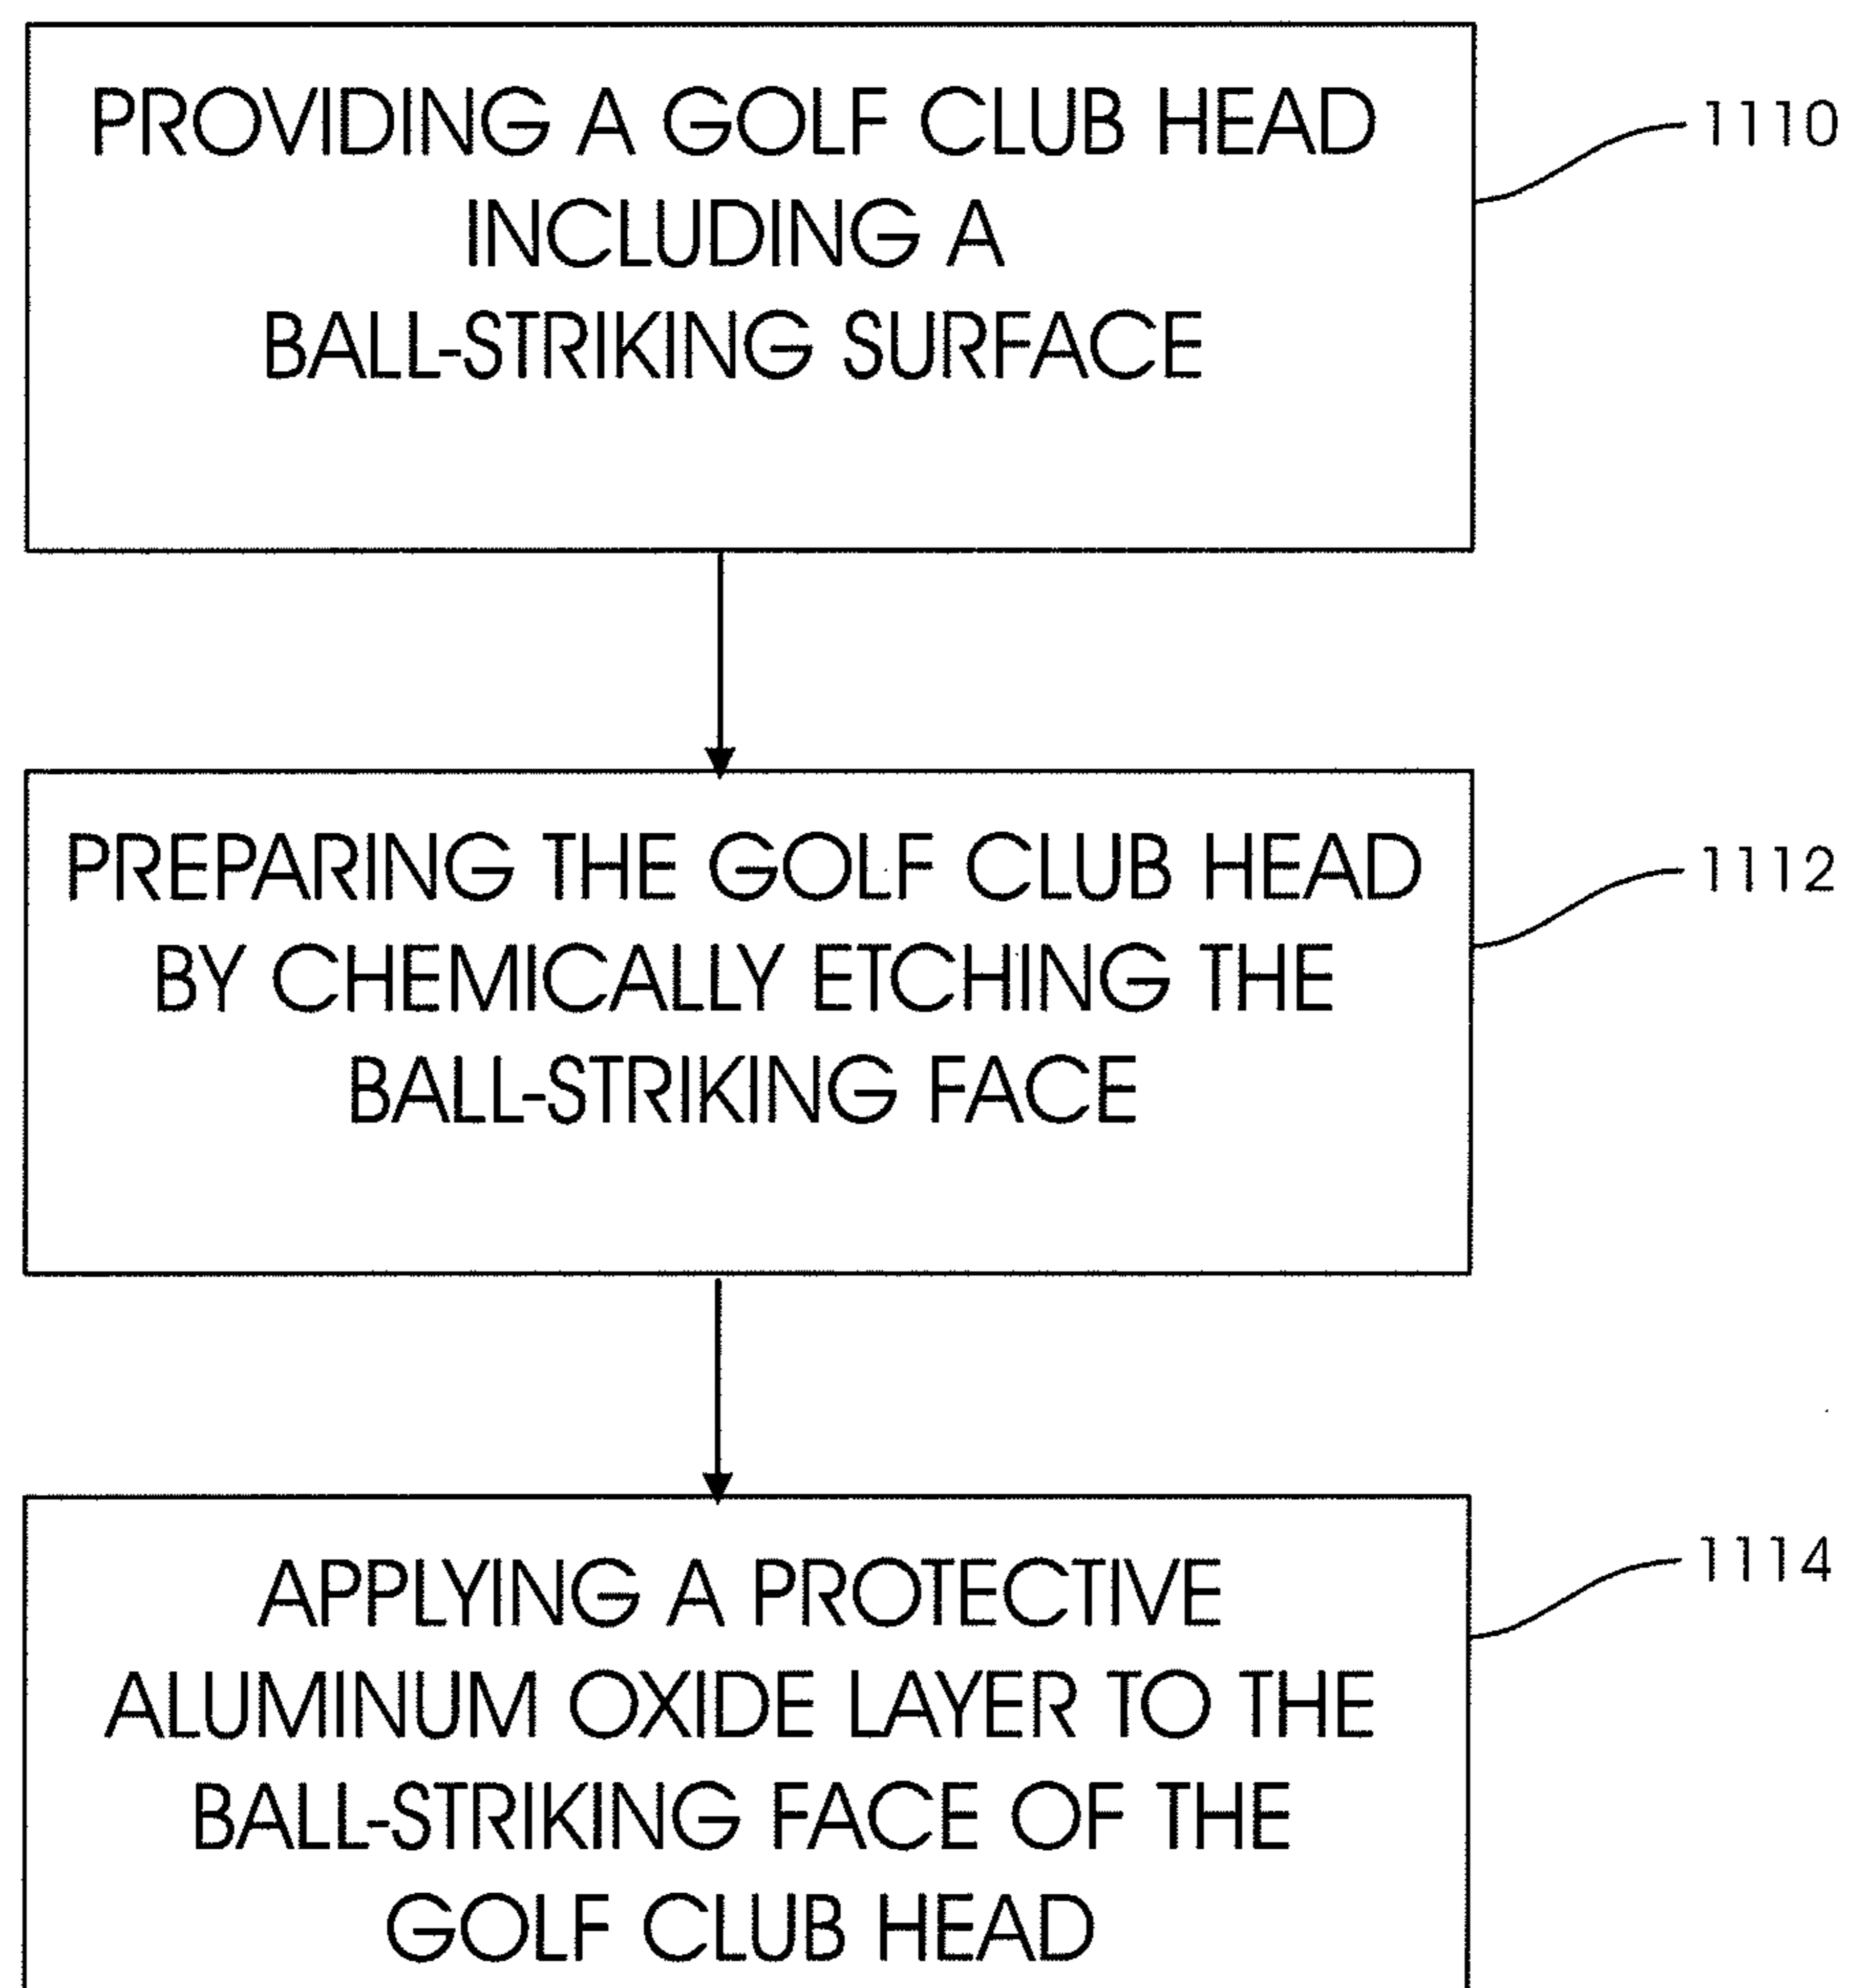 PROVIDING A GOLF CLUB HEAD
INCLUDING A
BALL-STRIKING SURFACE
1110
PREPARING THE GOLF CLUB HEAD
BY CHEMICALLY ETCHING THE
BALL-STRIKING FACE
1112
APPLYING A PROTECTIVE
ALUMINUM OXIDE LAYER TO THE
BALL-STRIKING FACE OF THE
GOLF CLUB HEAD
1114